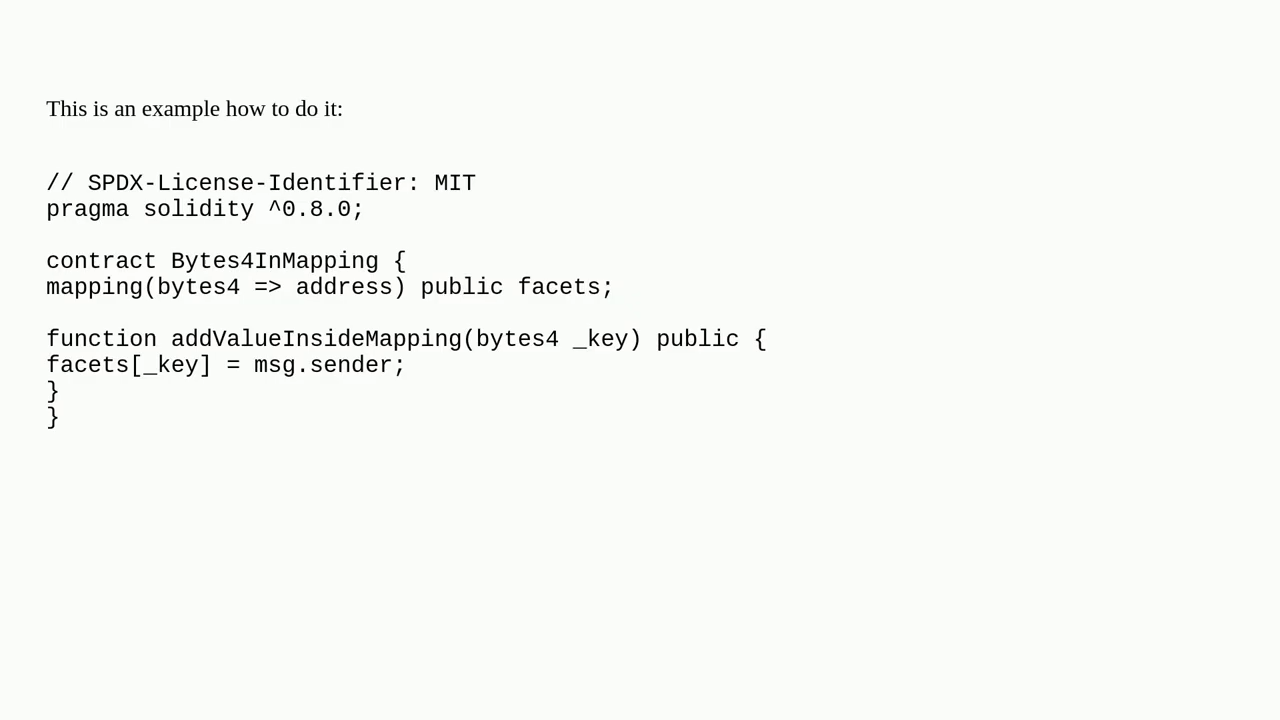 This is an example how to do it:
// SPDX-License-Identifier: MIT
pragma solidity ^0.8.0;
contract Bytes4InMapping {
mapping(bytes4 => address) public facets;
function addValueInsideMapping(bytes4 _key) public {
facets[_key] = msg.sender;
}
}